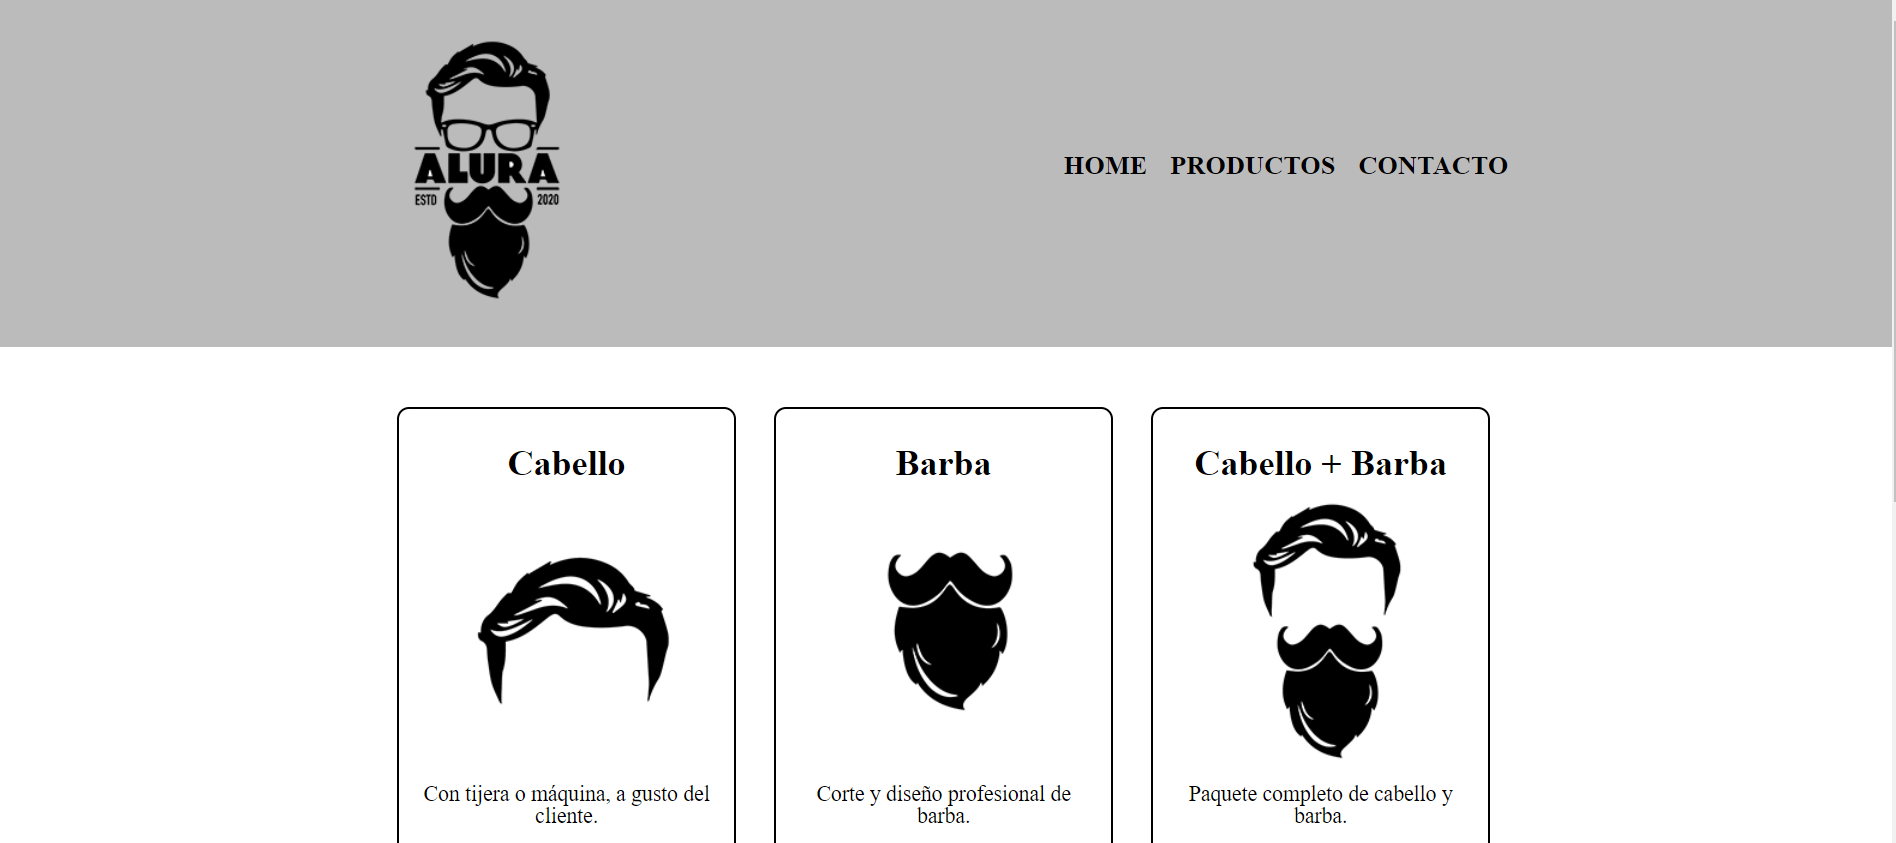 ALURA
ESTD 2020
HOME PRODUCTOS CONTACTO
Cabello
Con tijera o máquina, a gusto del
cliente.
Barba
Corte y diseño profesional de
barba.
Cabello + Barba
Paquete completo de cabello y
barba.